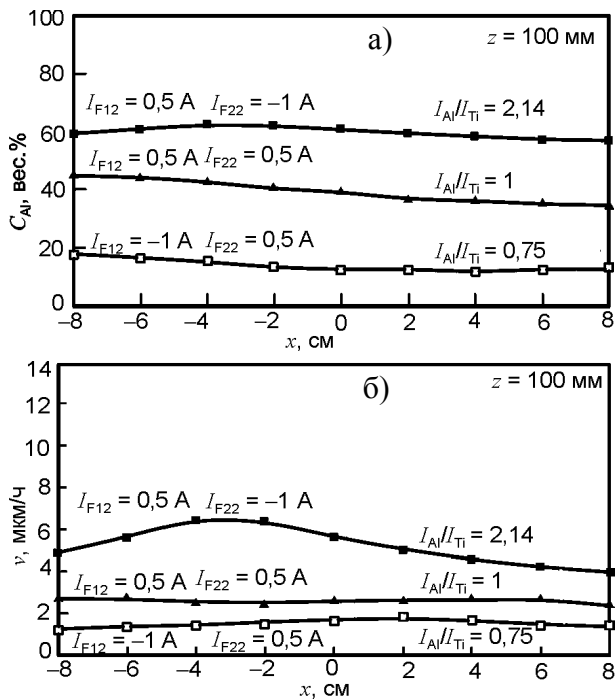 а)
z = 100 мм
100
80
60
40
20
0
C_Al, вес.%
I_F12 = 0,5 A I_F22 = –1 A I_Al/I_Ti = 2,14
I_F12 = 0,5 A I_F22 = 0,5 A I_Al/I_Ti = 1
I_F12 = –1 A I_F22 = 0,5 A I_Al/I_Ti = 0,75
–8 –6 –4 –2 0 2 4 6 8
x, см
б)
z = 100 мм
14
12
10
8
6
4
2
0
v, мкм/ч
I_F12 = 0,5 A I_F22 = –1 A I_Al/I_Ti = 2,14
I_F12 = 0,5 A I_F22 = 0,5 A I_Al/I_Ti = 1
I_F12 = –1 A I_F22 = 0,5 A I_Al/I_Ti = 0,75
–8 –6 –4 –2 0 2 4 6 8
x, см